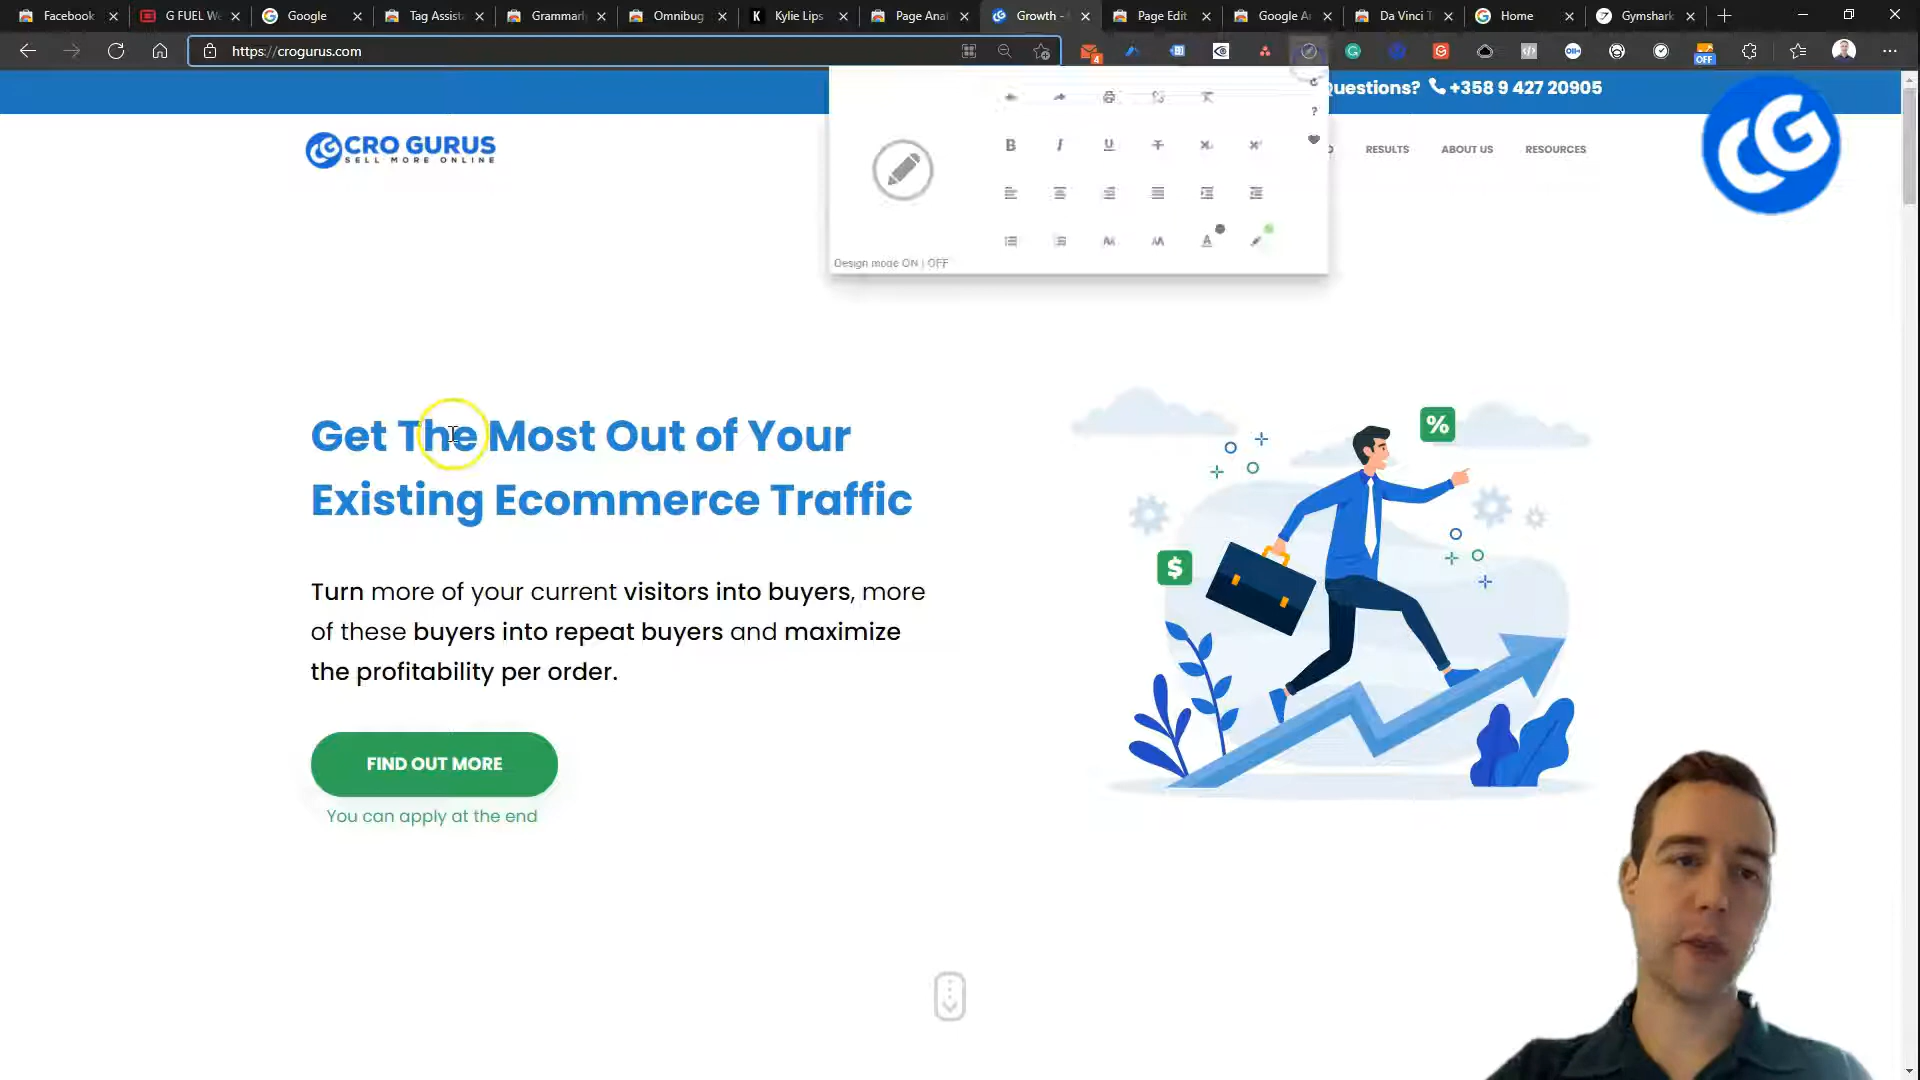 Facebook
G FUEL We
Google
Tag Assist
Grammarl
Omnibug
Kylie Lips
Page Anal
Growth -
Page Edit
Google A
Da Vinci T
Home
Gymshark
https://crogurus.com
4
OFF
Questions? +358 9 427 20905
CRO GURUS
SELL MORE ONLINE
RESULTS
ABOUT US
RESOURCES
CG
Design mode ON | OFF
Get The Most Out of Your
Existing Ecommerce Traffic
Turn more of your current visitors into buyers, more
of these buyers into repeat buyers and maximize
the profitability per order.
FIND OUT MORE
You can apply at the end
%
$